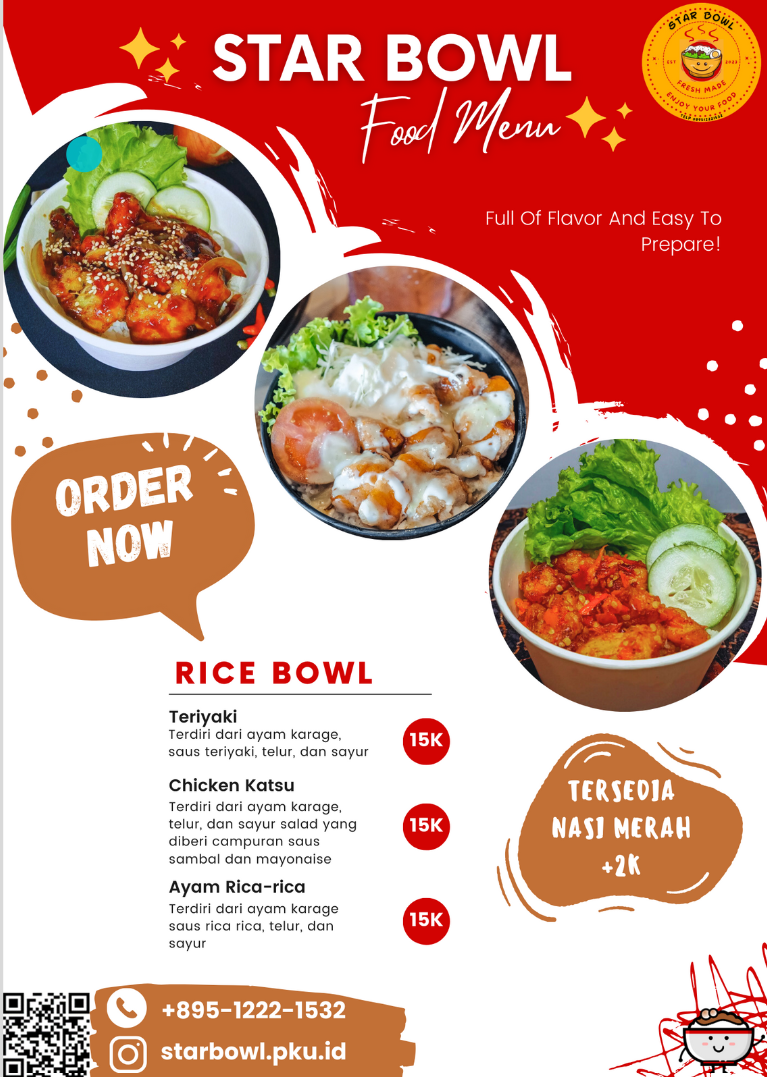 STAR BOWL
Food Menu
STAR BOWL
EST
2023
FRESH MADE
ENJOY YOUR FOOD
Full Of Flavor And Easy To
Prepare!
ORDER
NOW
RICE BOWL
Teriyaki
Terdiri dari ayam karage,
saus teriyaki, telur, dan sayur
15K
Chicken Katsu
Terdiri dari ayam karage,
telur, dan sayur salad yang
diberi campuran saus
sambal dan mayonaise
15K
Ayam Rica-rica
Terdiri dari ayam karage
saus rica rica, telur, dan
sayur
15K
TERSEDIA
NASI MERAH
+2K
+895-1222-1532
starbowl.pku.id